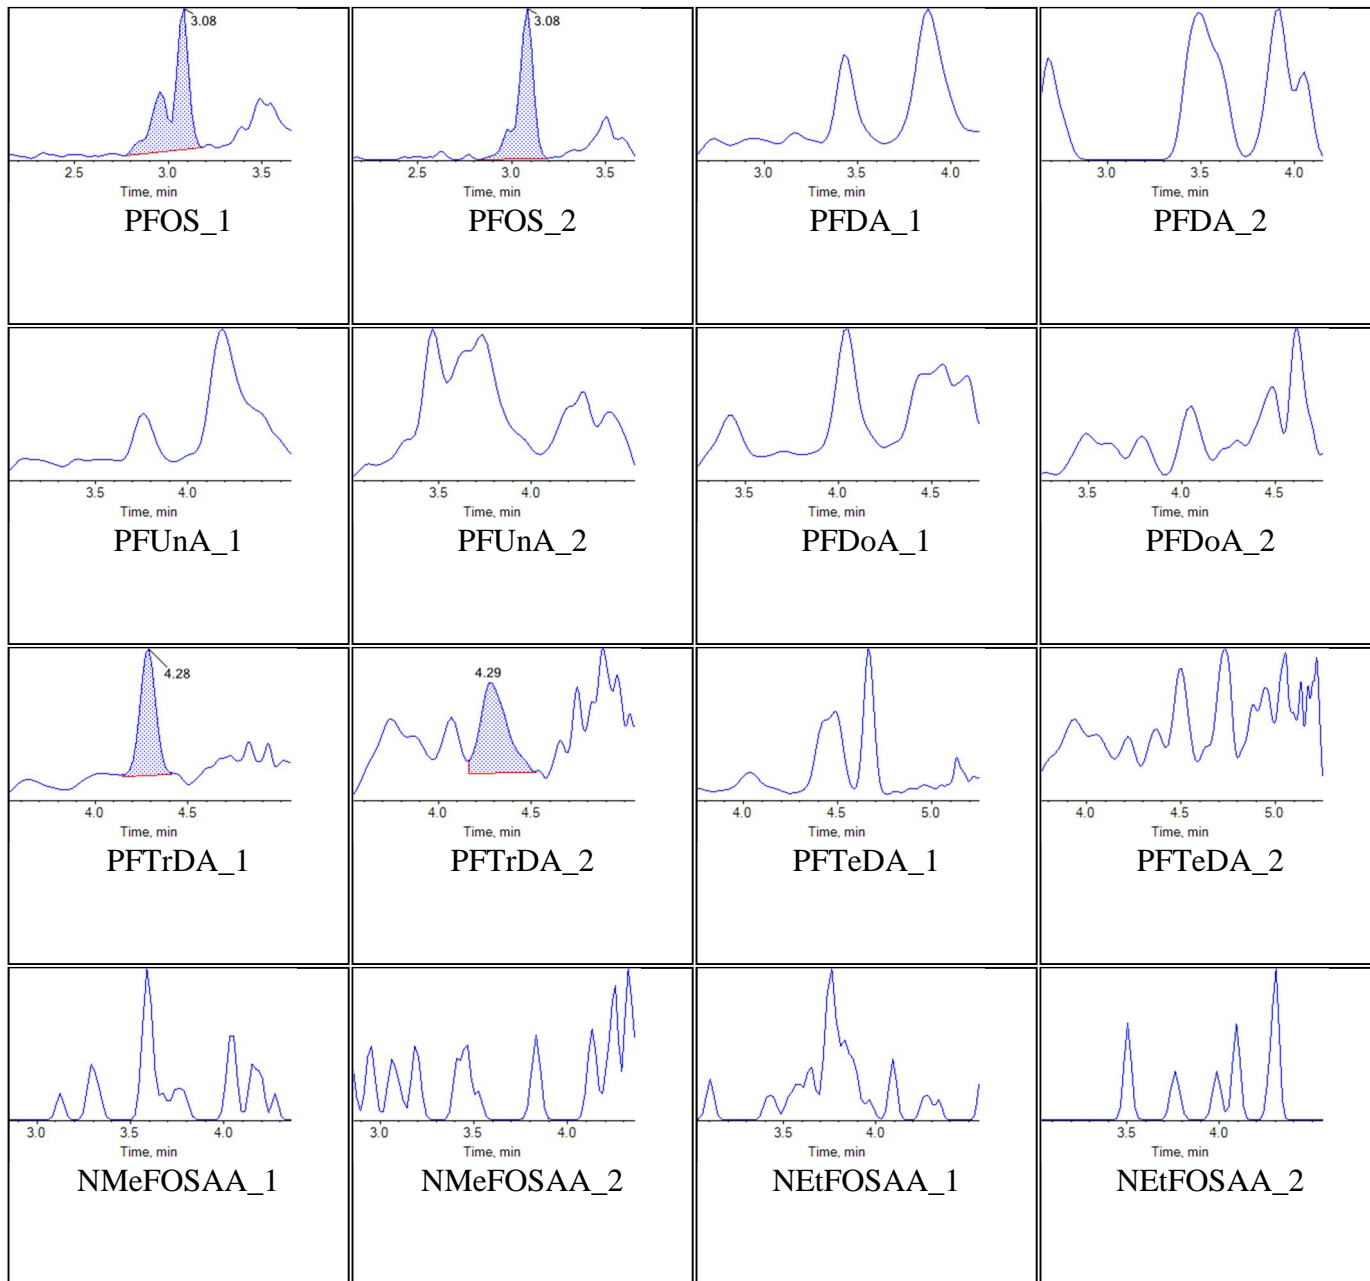 3.08
2.5 3.0 3.5
Time, min
PFOS_1
3.08
2.5 3.0 3.5
Time, min
PFOS_2
3.0 3.5 4.0
Time, min
PFDA_1
3.0 3.5 4.0
Time, min
PFDA_2
3.5 4.0
Time, min
PFUnA_1
3.5 4.0
Time, min
PFUnA_2
3.5 4.0 4.5
Time, min
PFDoA_1
3.5 4.0 4.5
Time, min
PFDoA_2
4.28
4.0 4.5
Time, min
PFTrDA_1
4.29
4.0 4.5
Time, min
PFTrDA_2
4.0 4.5 5.0
Time, min
PFTeDA_1
4.0 4.5 5.0
Time, min
PFTeDA_2
3.0 3.5 4.0
Time, min
NMeFOSAA_1
3.0 3.5 4.0
Time, min
NMeFOSAA_2
3.5 4.0
Time, min
NEtFOSAA_1
3.5 4.0
Time, min
NEtFOSAA_2